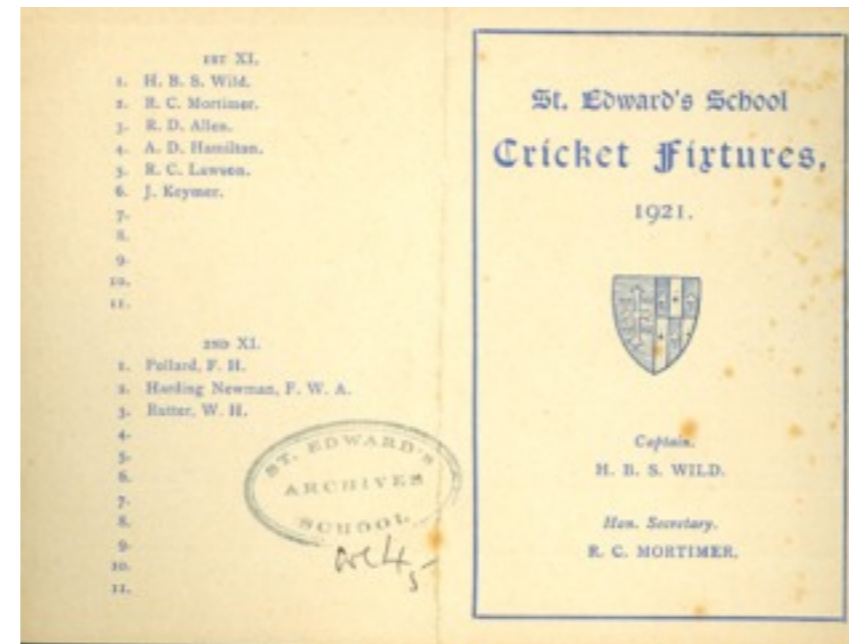 1ST XI.
1. H. B. S. Wild.
2. R. C. Mortimer.
3. R. D. Allen.
4. A. D. Hamilton.
5. R. C. Lawson.
6. J. Keymer.
7.
8.
9.
10.
11.
2ND XI.
1. Pollard, F. H.
2. Harding Newman, F. W. A.
3. Rutter, W. H.
4.
5.
6.
7.
8.
9.
10.
11.
ST. EDWARD'S
ARCHIVES
SCHOOL
St. Edward's School
Cricket Fixtures,
1921.
Captain.
H. B. S. WILD.
Hon. Secretary.
R. C. MORTIMER.